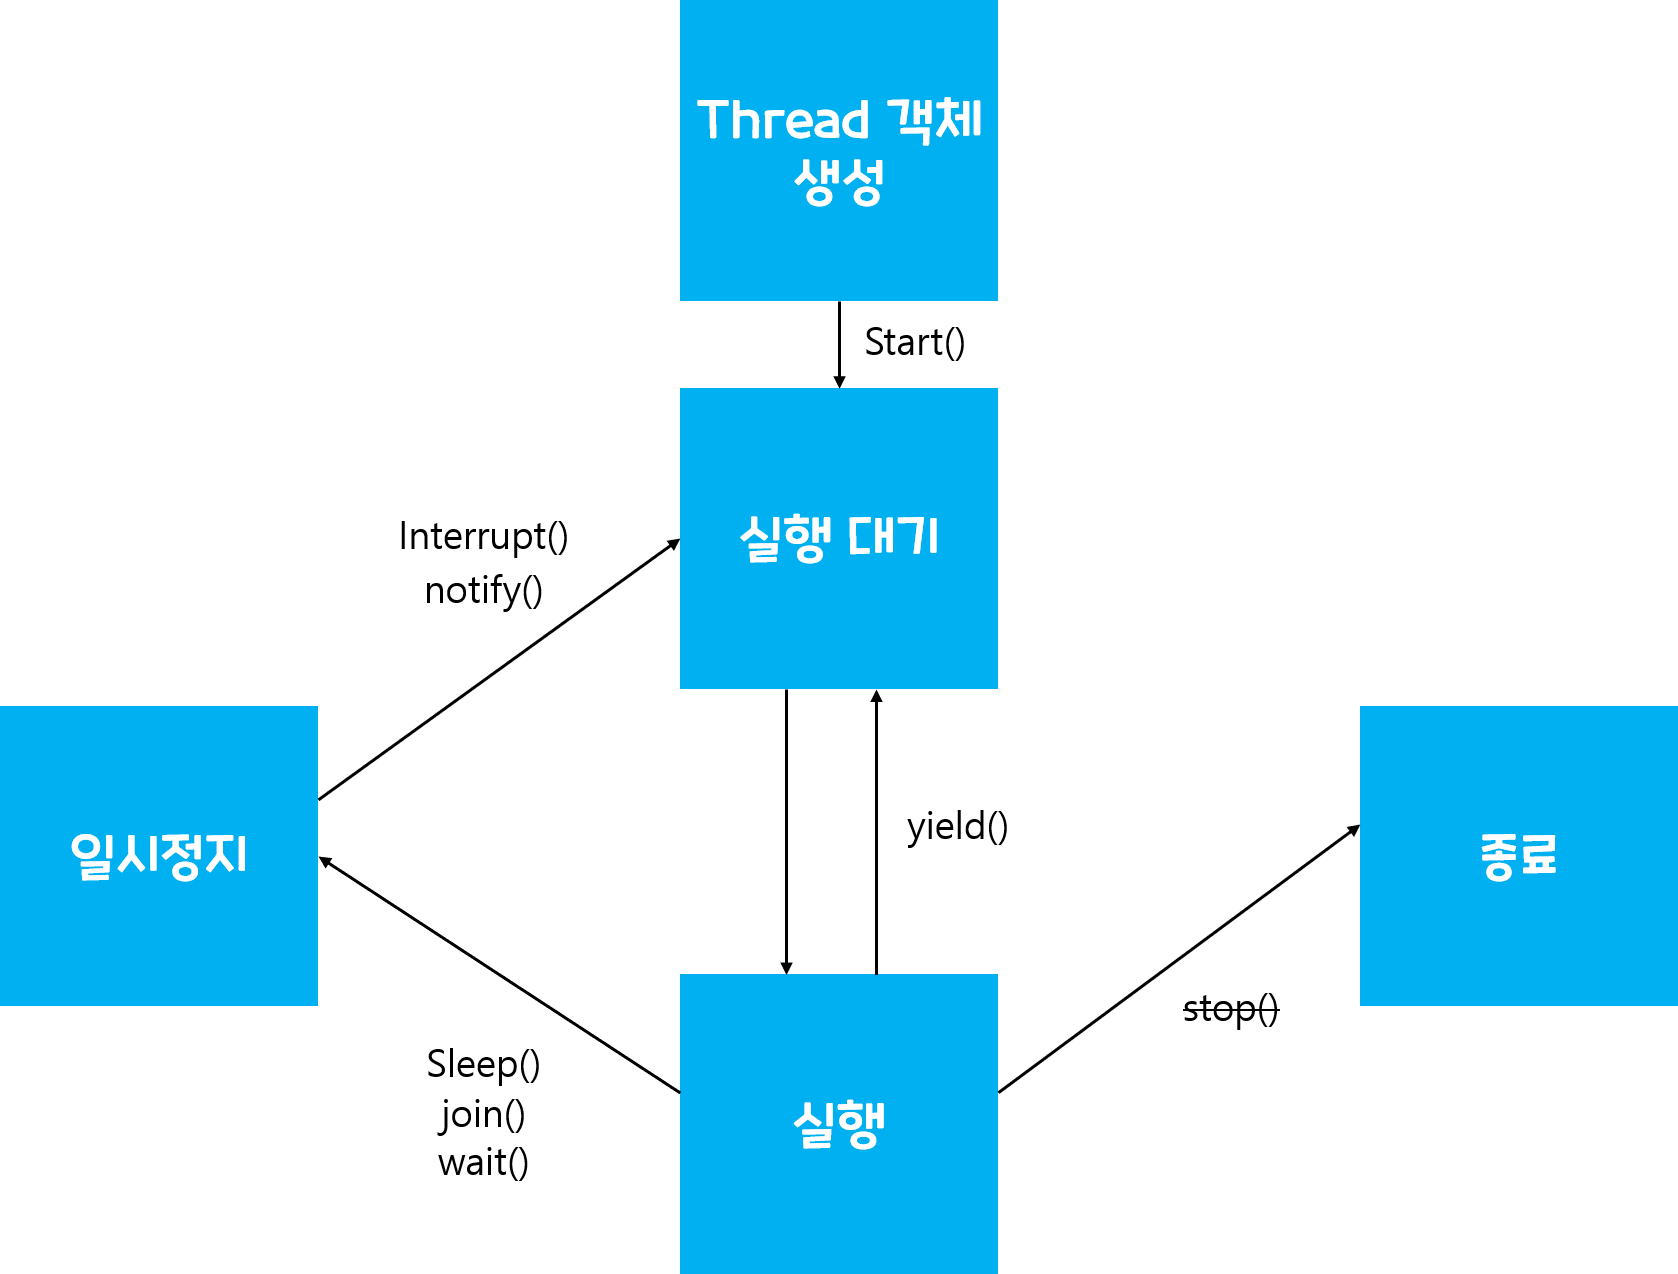 Thread 객체
생성
Start()
Interrupt()
notify()
실행 대기
yield()
일시정지
종료
stop()
Sleep()
join()
wait()
실행